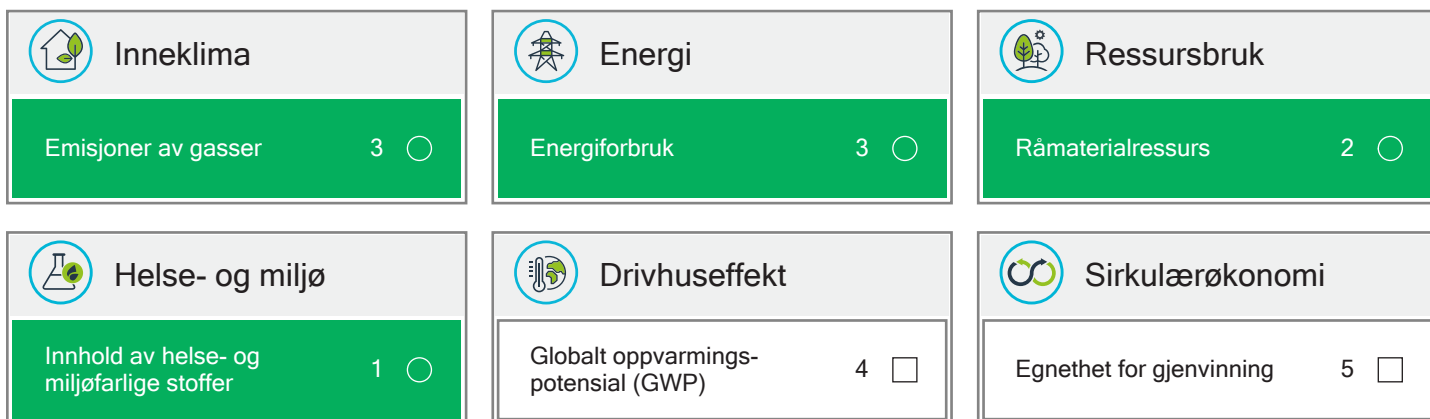 Inneklima
Emisjoner av gasser 3
Energi
Energiforbruk 3
Ressursbruk
Råmaterialressurs 2
Helse- og miljø
Innhold av helse- og
miljøfarlige stoffer 1
Drivhuseffekt
Globalt oppvarmings-
potensial (GWP) 4
Sirkulærøkonomi
Egnethet for gjenvinning 5